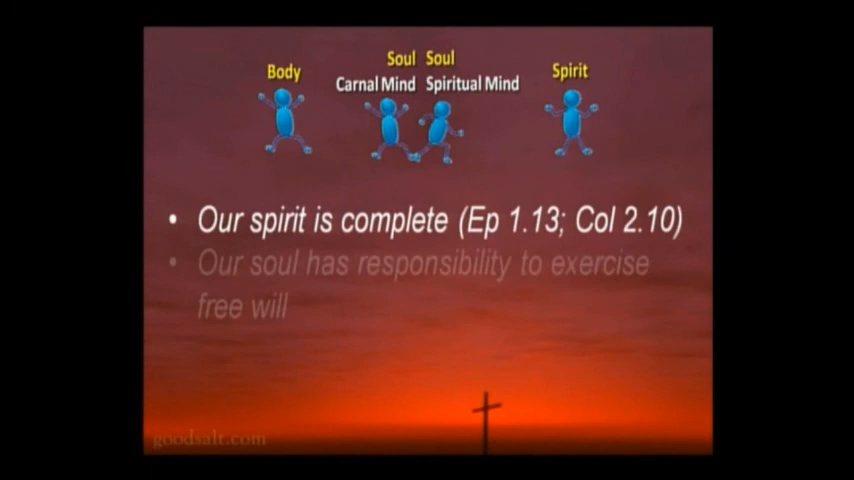 Body
Soul Soul
Carnal Mind Spiritual Mind
Spirit
• Our spirit is complete (Ep 1.13; Col 2.10)
• Our soul has responsibility to exercise
free will
goodsalt.com